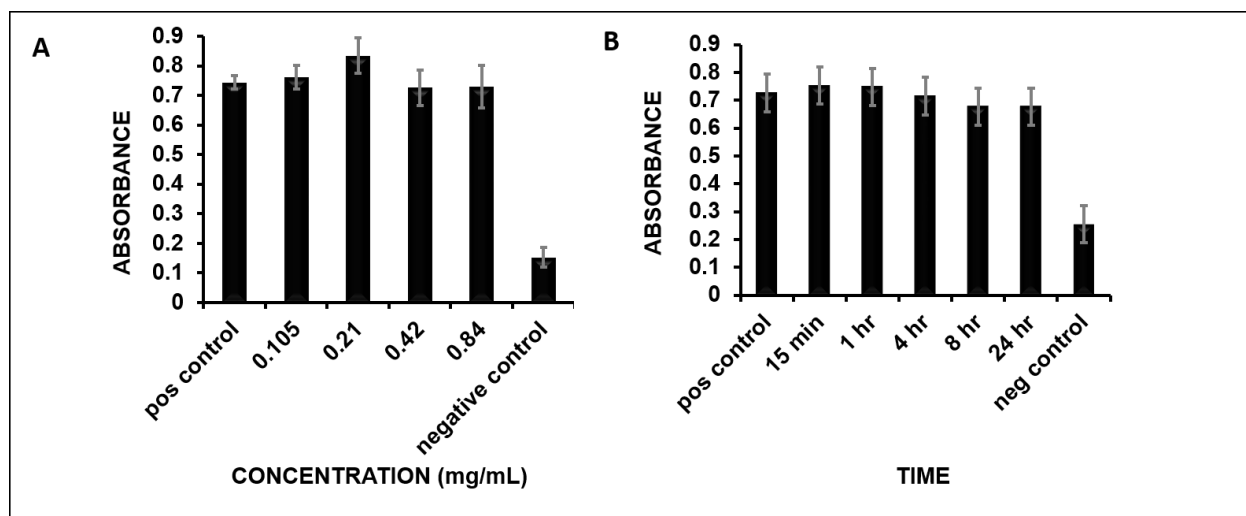 A
0.9
0.8
0.7
0.6
0.5
0.4
0.3
0.2
0.1
0
ABSORBANCE
pos control
0.105
0.21
0.42
0.84
negative control
CONCENTRATION (mg/mL)
B
0.9
0.8
0.7
0.6
0.5
0.4
0.3
0.2
0.1
0
ABSORBANCE
pos control
15 min
1 hr
4 hr
8 hr
24 hr
neg control
TIME